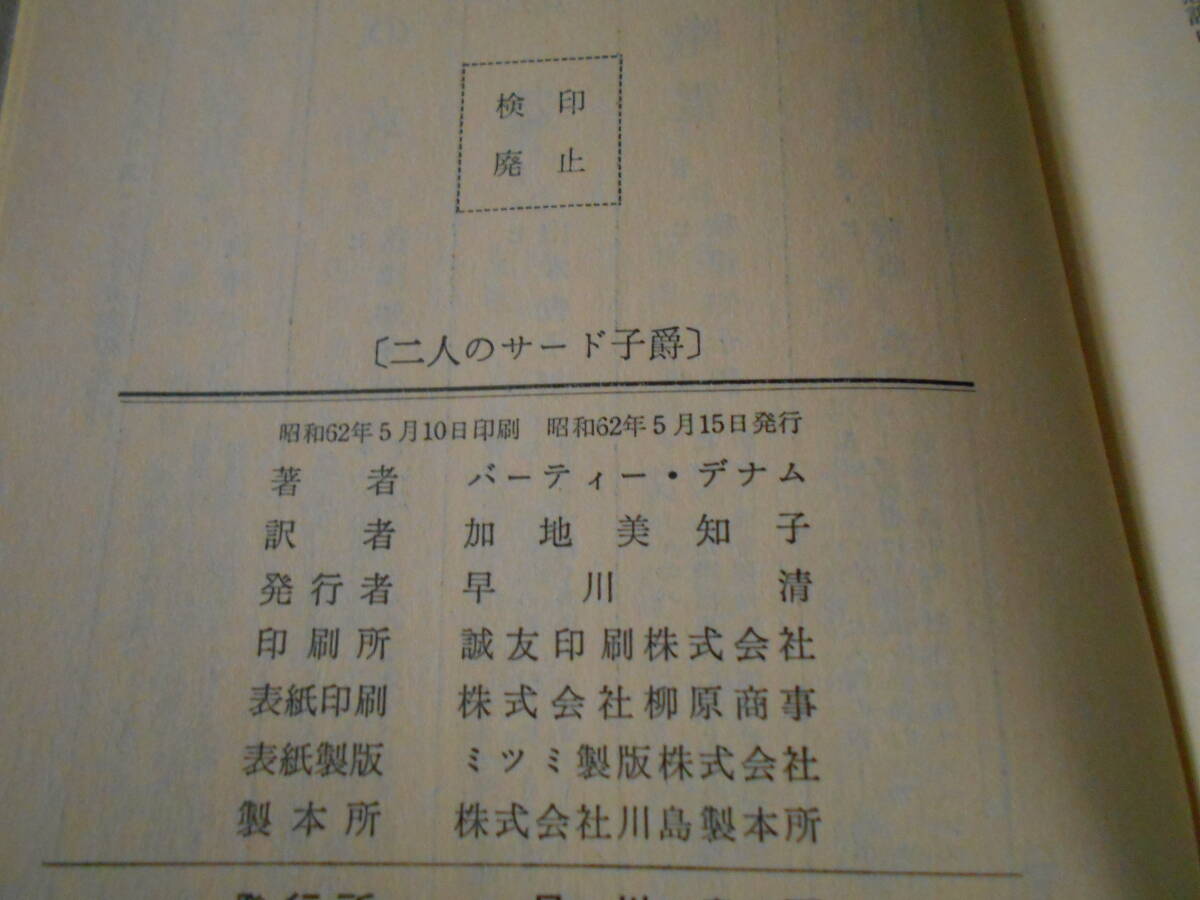 検印
廃止
〔二人のサード子爵〕
昭和62年5月10日印刷 昭和62年5月15日発行
著者 バーティー・デナム
訳者 加地美知子
発行者 早川清
印刷所 誠友印刷株式会社
表紙印刷 株式会社柳原商事
表紙製版 ミツミ製版株式会社
製本所 株式会社川島製本所